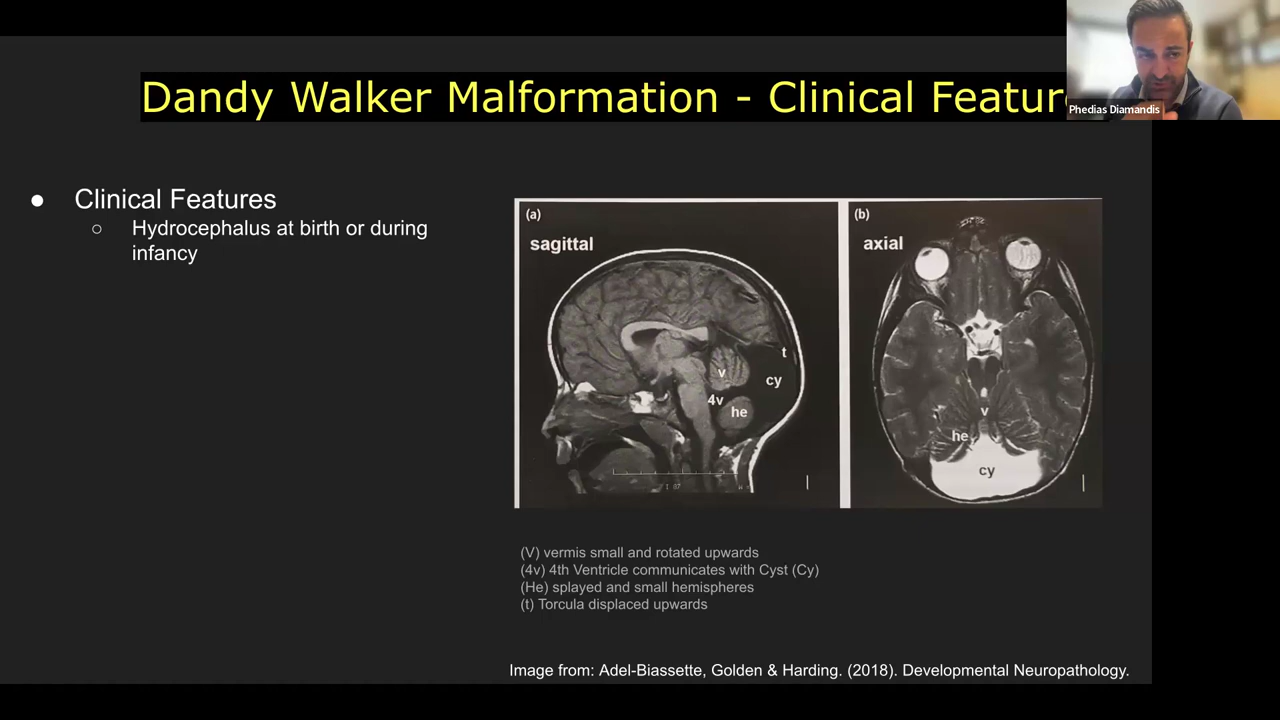 Dandy Walker Malformation - Clinical Featur
Phedias Diamandis
● Clinical Features
○ Hydrocephalus at birth or during
infancy
(a)
sagittal
t
v
cy
4v
he
(b)
axial
v
he
cy
(V) vermis small and rotated upwards
(4v) 4th Ventricle communicates with Cyst (Cy)
(He) splayed and small hemispheres
(t) Torcula displaced upwards
Image from: Adel-Biassette, Golden & Harding. (2018). Developmental Neuropathology.